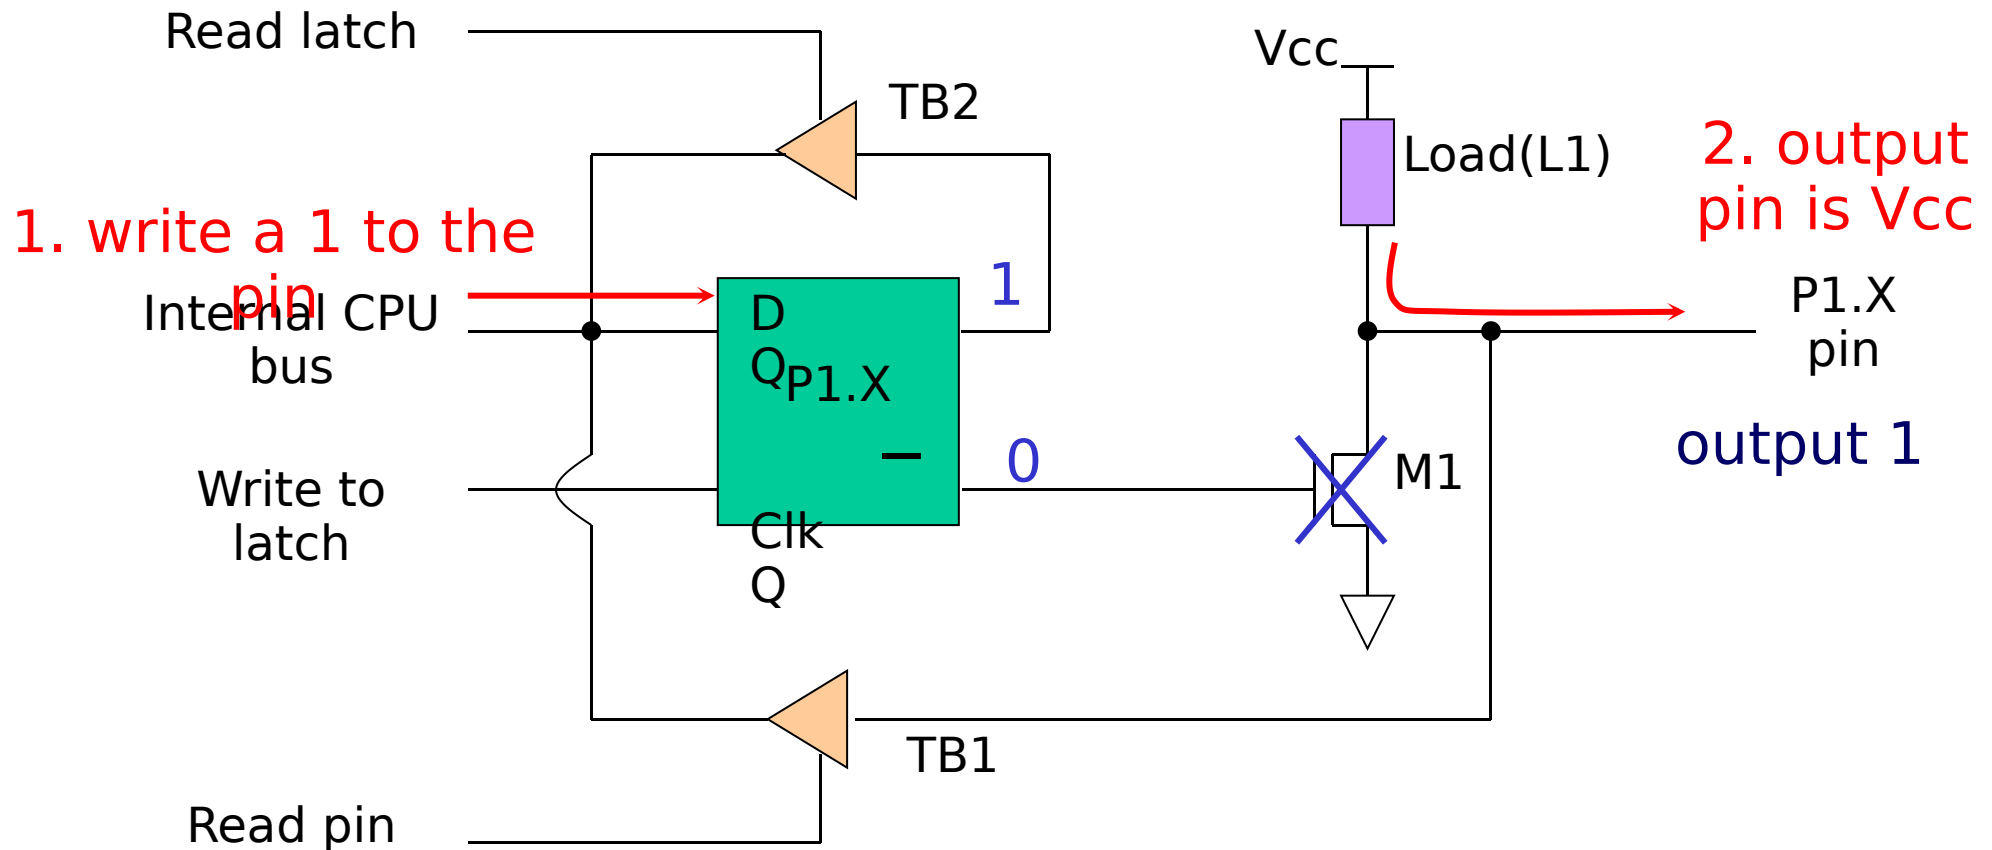 Read latch
Vcc
TB2
Load(L1)
2. output
pin is Vcc
1. write a 1 to the
pin
Internal CPU
bus
D
Q
P1.X
1
P1.X
pin
0
M1
output 1
Write to
latch
Clk
Q
TB1
Read pin